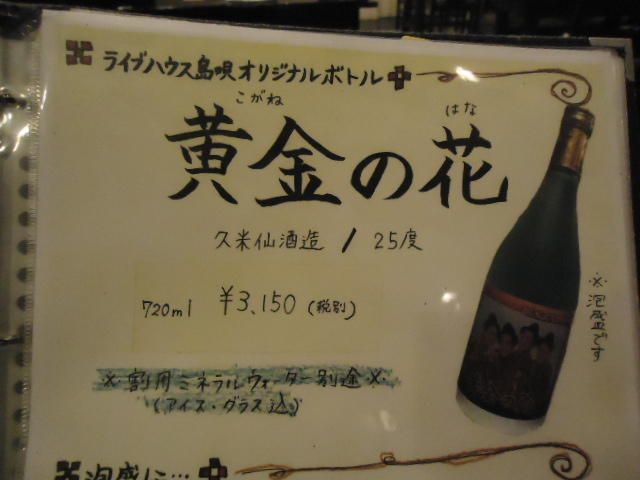 ライブハウス島唄オリジナルボトル
こがね はな
黄金の花
久米仙酒造 / 25度
720ml ¥3,150 (税別)
※泡盛です
※割用ミネラルウォーター別途※
(アイス・グラス込)
泡盛に…